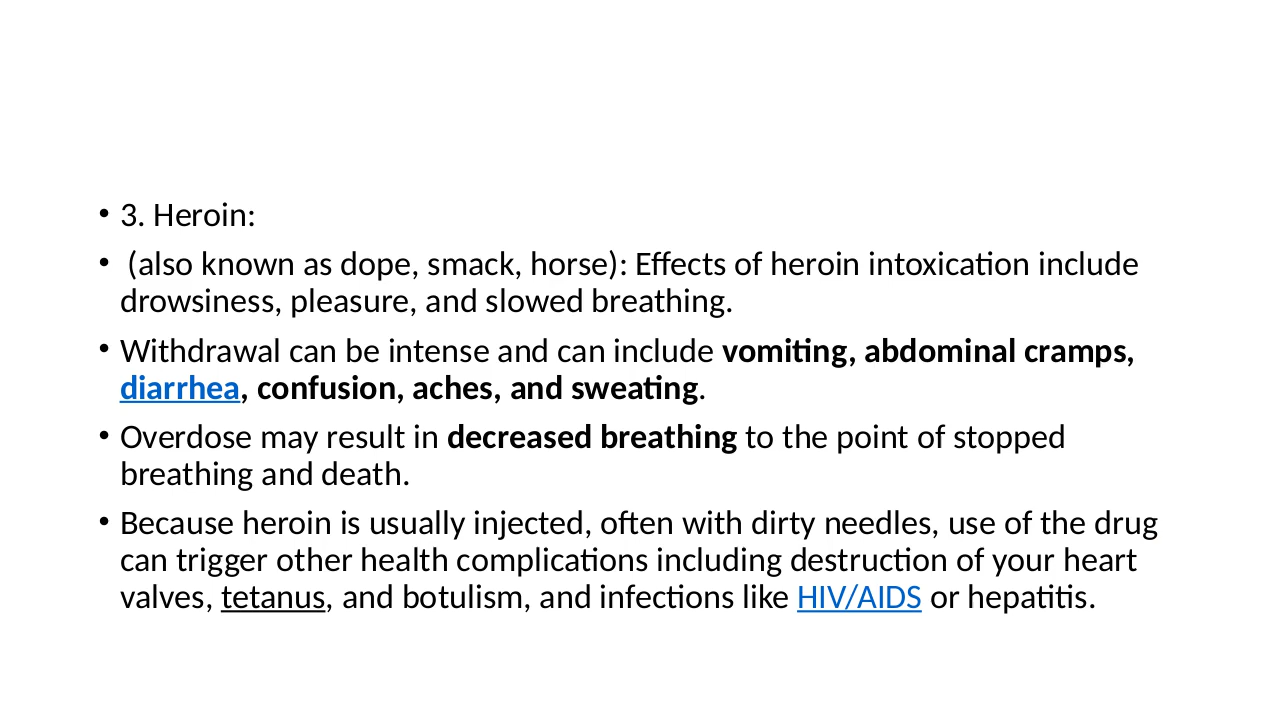 • 3. Heroin:
• (also known as dope, smack, horse): Effects of heroin intoxication include
drowsiness, pleasure, and slowed breathing.
• Withdrawal can be intense and can include vomiting, abdominal cramps,
diarrhea, confusion, aches, and sweating.
• Overdose may result in decreased breathing to the point of stopped
breathing and death.
• Because heroin is usually injected, often with dirty needles, use of the drug
can trigger other health complications including destruction of your heart
valves, tetanus, and botulism, and infections like HIV/AIDS or hepatitis.